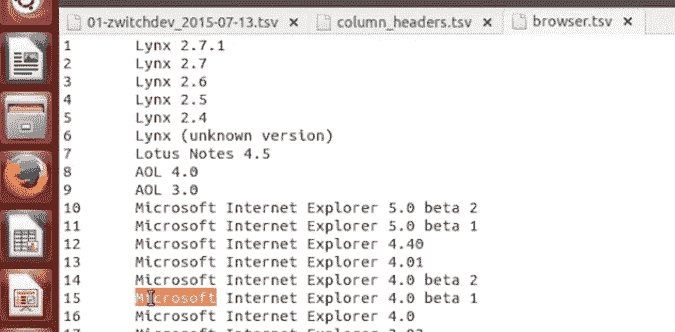 01-zwitchdev_2015-07-13.tsv × column_headers.tsv × browser.tsv ×
1 Lynx 2.7.1
2 Lynx 2.7
3 Lynx 2.6
4 Lynx 2.5
5 Lynx 2.4
6 Lynx (unknown version)
7 Lotus Notes 4.5
8 AOL 4.0
9 AOL 3.0
10 Microsoft Internet Explorer 5.0 beta 2
11 Microsoft Internet Explorer 5.0 beta 1
12 Microsoft Internet Explorer 4.40
13 Microsoft Internet Explorer 4.01
14 Microsoft Internet Explorer 4.0 beta 2
15 Microsoft Internet Explorer 4.0 beta 1
16 Microsoft Internet Explorer 4.0
17 Microsoft Internet Explorer